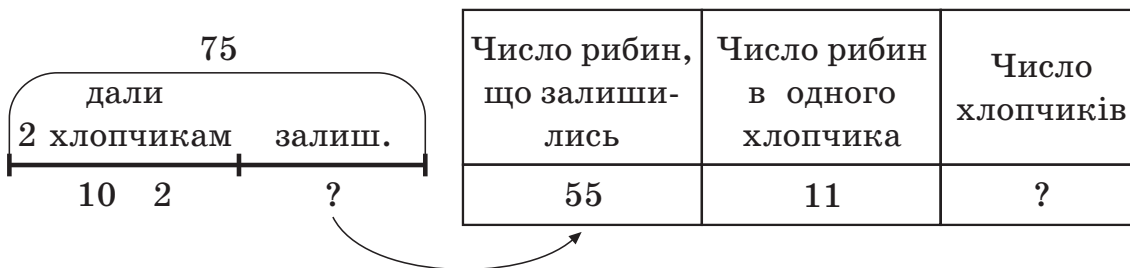 75
дали
2 хлопчикам залиш.
10 2 ?
Число рибин,
що залиши-
лись
Число рибин
в одного
хлопчика
Число
хлопчиків
55 11 ?